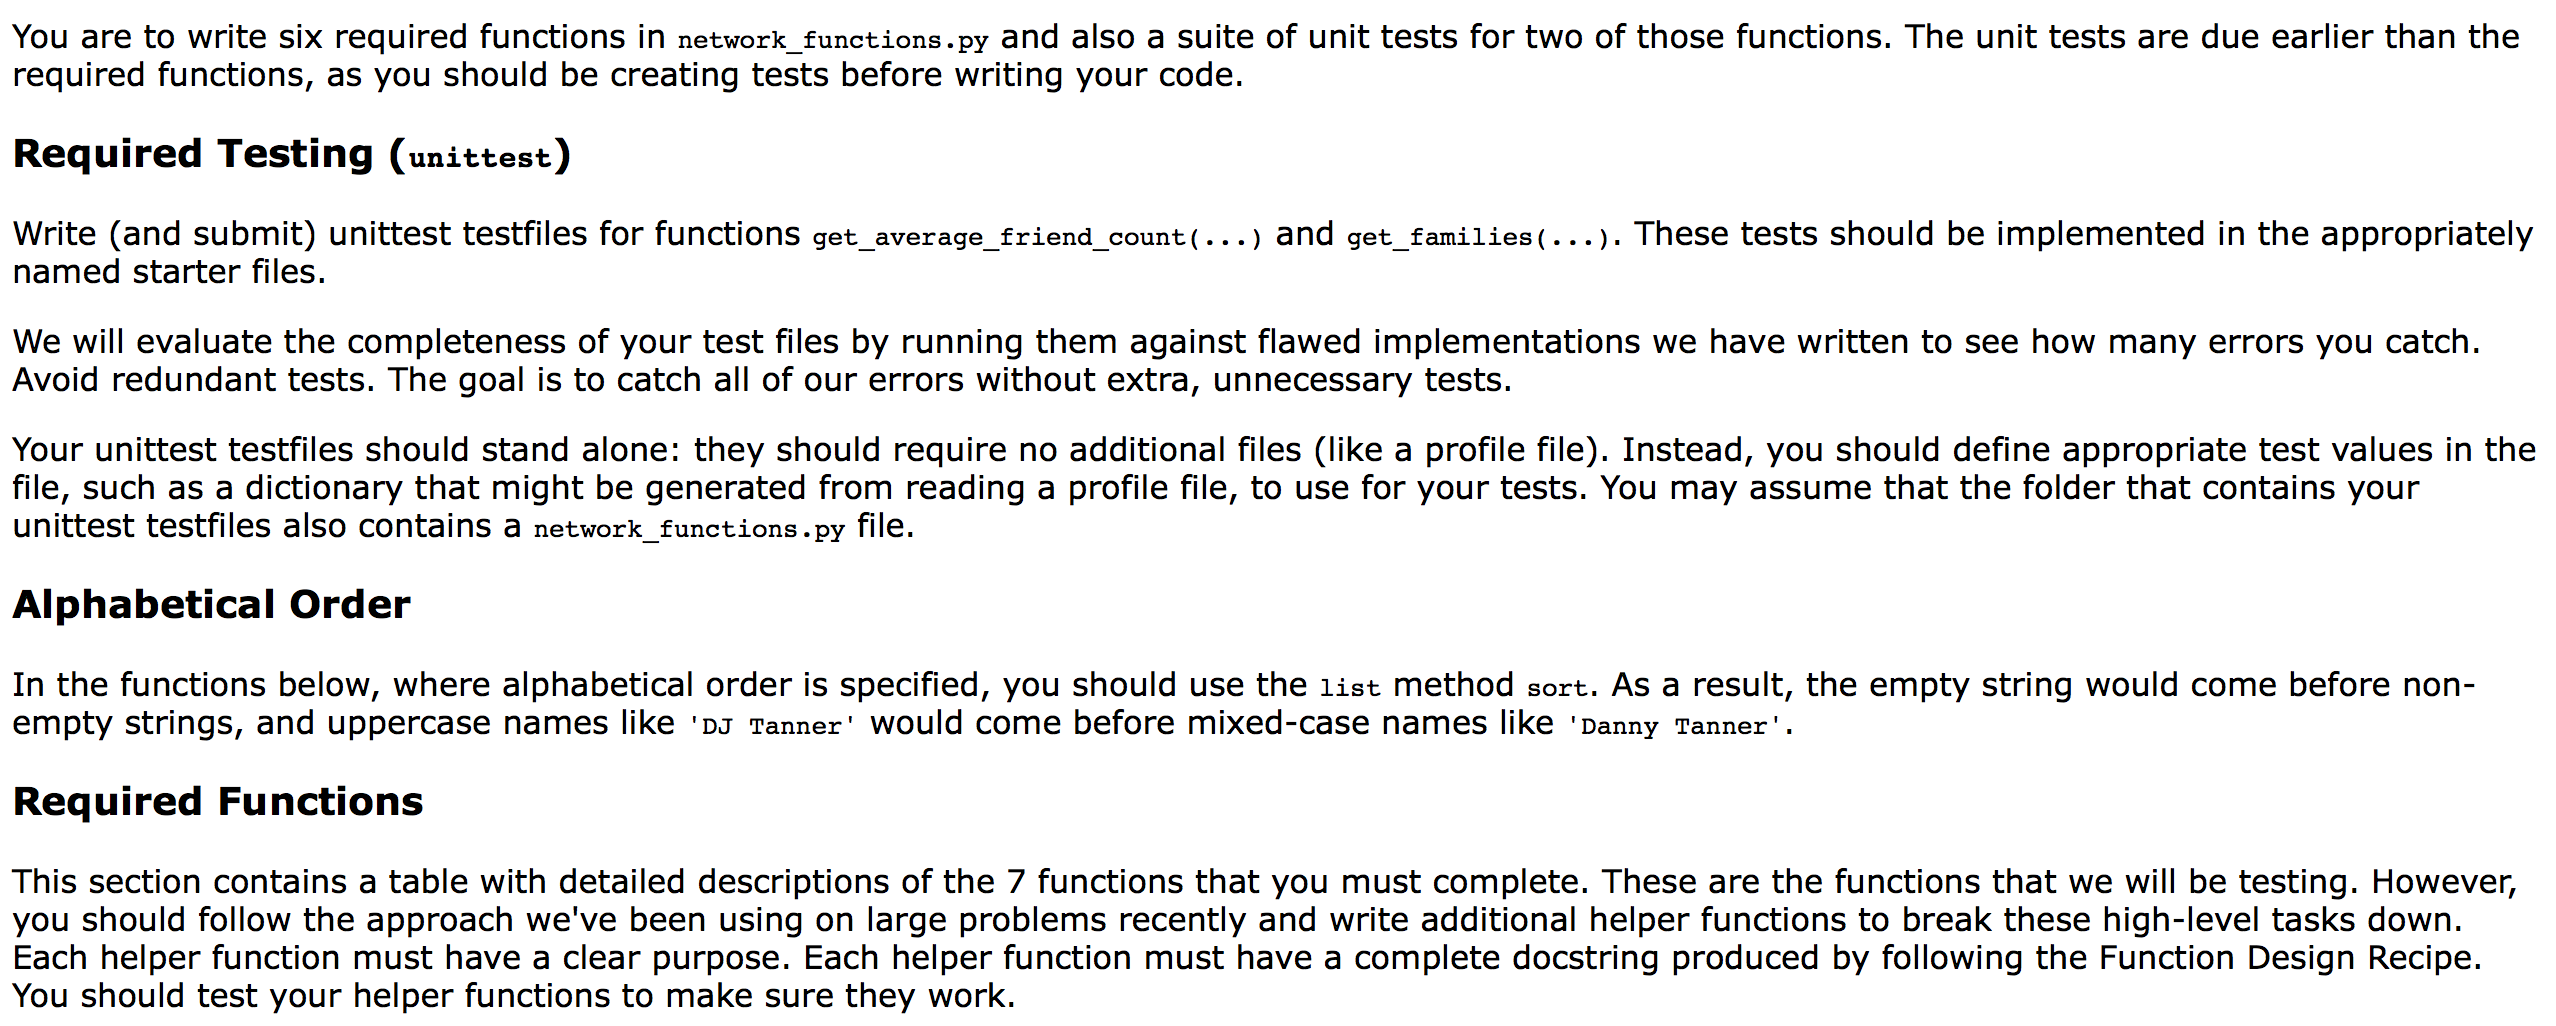 You are to write six required functions in network_functions.py and also a suite of unit tests for two of those functions. The unit tests are due earlier than the
required functions, as you should be creating tests before writing your code.
Required Testing (unittest)
Write (and submit) unittest testfiles for functions get_average_friend_count(...) and get_families(...). These tests should be implemented in the appropriately
named starter files.
We will evaluate the completeness of your test files by running them against flawed implementations we have written to see how many errors you catch.
Avoid redundant tests. The goal is to catch all of our errors without extra, unnecessary tests.
Your unittest testfiles should stand alone: they should require no additional files (like a profile file). Instead, you should define appropriate test values in the
file, such as a dictionary that might be generated from reading a profile file, to use for your tests. You may assume that the folder that contains your
unittest testfiles also contains a network_functions.py file.
Alphabetical Order
In the functions below, where alphabetical order is specified, you should use the list method sort. As a result, the empty string would come before non-
empty strings, and uppercase names like 'DJ Tanner' would come before mixed-case names like 'Danny Tanner'.
Required Functions
This section contains a table with detailed descriptions of the 7 functions that you must complete. These are the functions that we will be testing. However,
you should follow the approach we've been using on large problems recently and write additional helper functions to break these high-level tasks down.
Each helper function must have a clear purpose. Each helper function must have a complete docstring produced by following the Function Design Recipe.
You should test your helper functions to make sure they work.